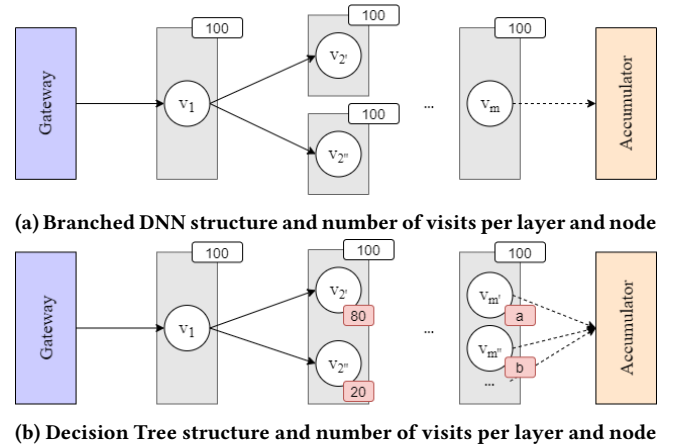 100
100
100
Gateway
v1
v2'
100
v2''
...
vm
Accumulator
(a) Branched DNN structure and number of visits per layer and node
100
100
100
Gateway
v1
v2'
80
v2''
20
...
vm'
a
vm''
b
...
Accumulator
(b) Decision Tree structure and number of visits per layer and node